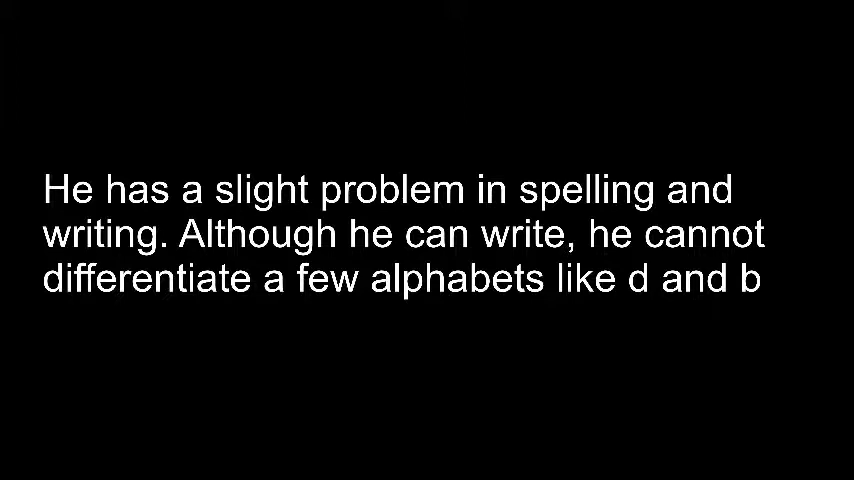 He has a slight problem in spelling and
writing. Although he can write, he cannot
differentiate a few alphabets like d and b